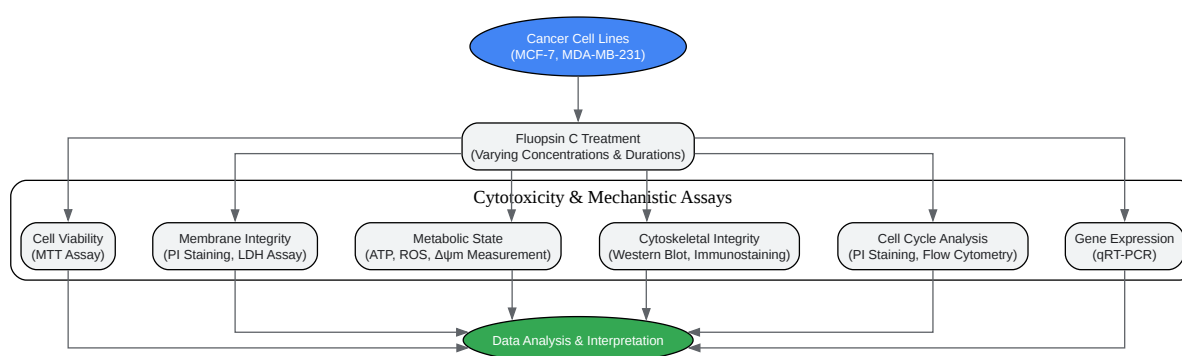 Cancer Cell Lines
(MCF-7, MDA-MB-231)
Fluopsin C Treatment
(Varying Concentrations & Durations)
Cytotoxicity & Mechanistic Assays
Cell Viability
(MTT Assay)
Membrane Integrity
(PI Staining, LDH Assay)
Metabolic State
(ATP, ROS, Δψm Measurement)
Cytoskeletal Integrity
(Western Blot, Immunostaining)
Cell Cycle Analysis
(PI Staining, Flow Cytometry)
Gene Expression
(qRT-PCR)
Data Analysis & Interpretation